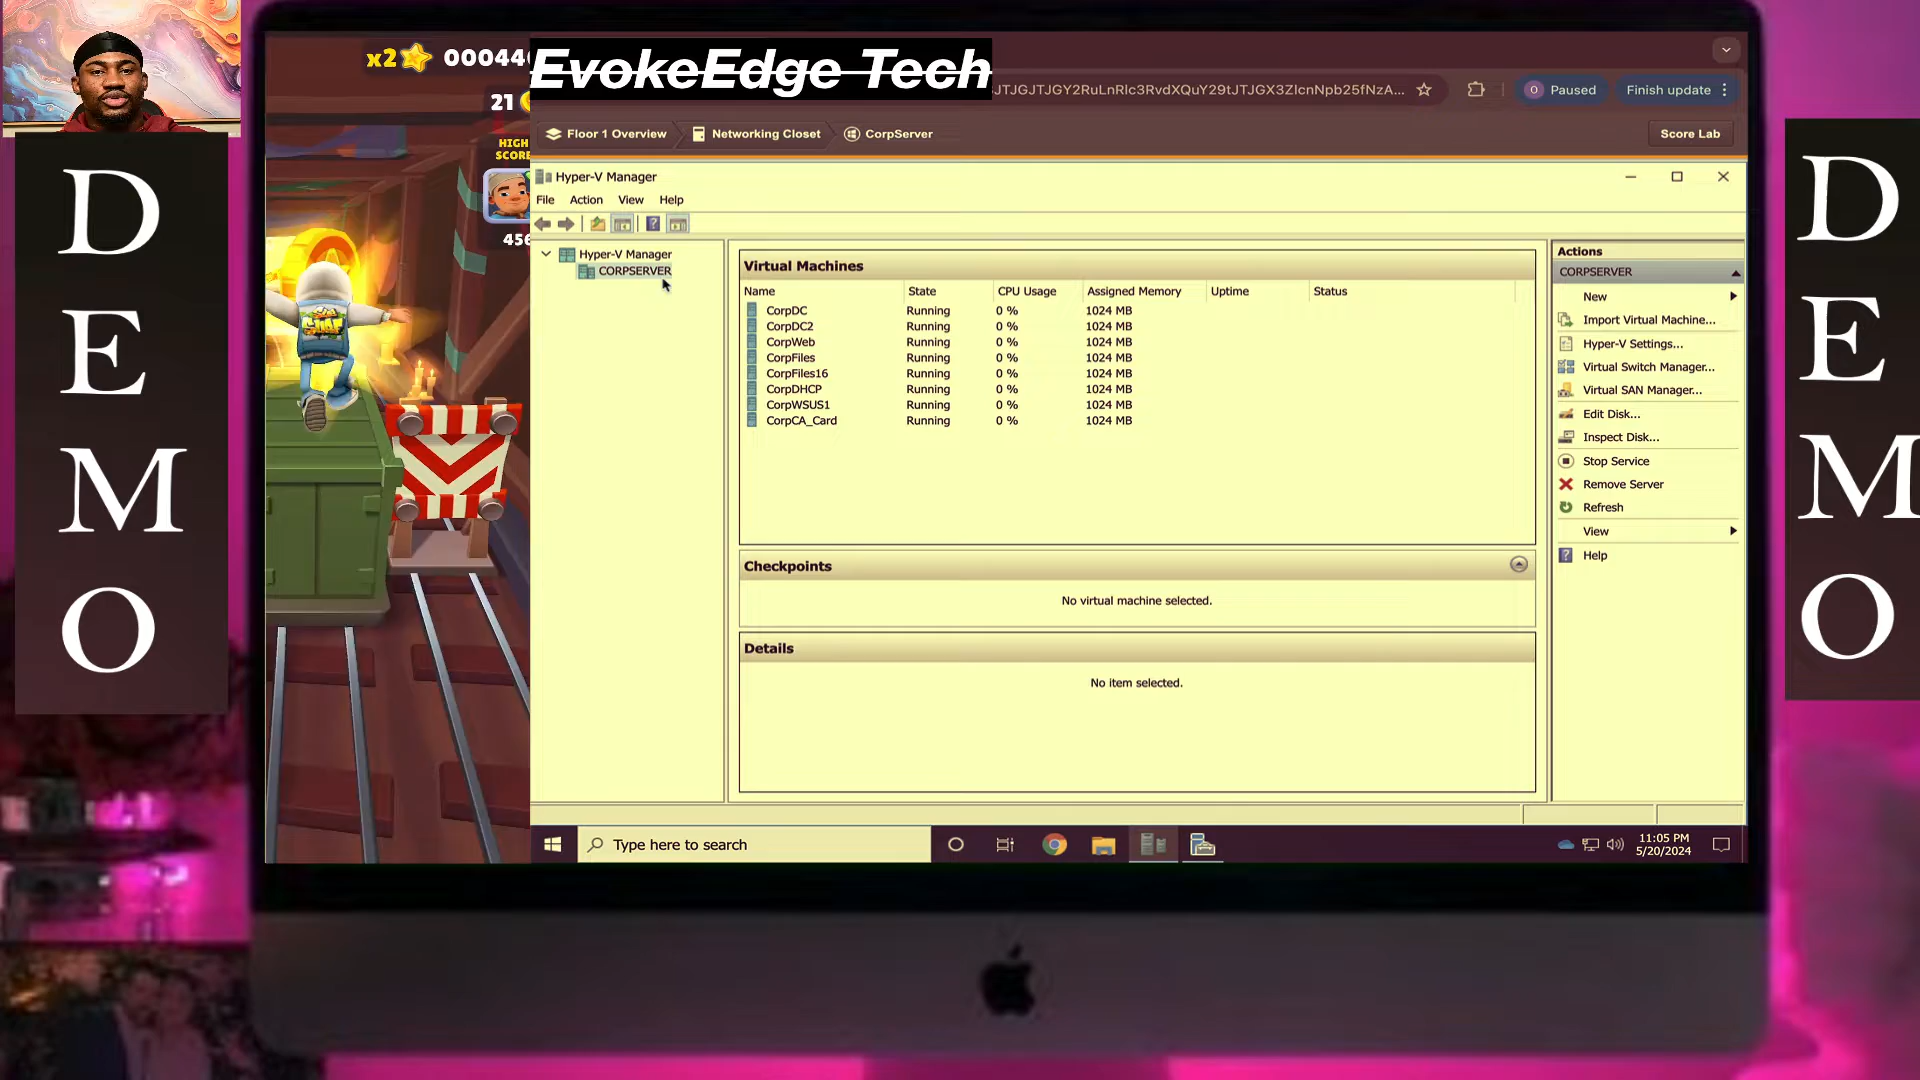 x2 00044
21
HIGH
SCORE
456
EvokeEdge Tech
JTJGJTJGY2RuLnRlc3RvdXQuY29tJTJGX3ZlcnNpb25fNzA...
Paused
Finish update
Floor 1 Overview
Networking Closet
CorpServer
Score Lab
Hyper-V Manager
File Action View Help
Hyper-V Manager
CORPSERVER
Virtual Machines
Name State CPU Usage Assigned Memory Uptime Status
CorpDC Running 0 % 1024 MB
CorpDC2 Running 0 % 1024 MB
CorpWeb Running 0 % 1024 MB
CorpFiles Running 0 % 1024 MB
CorpFiles16 Running 0 % 1024 MB
CorpDHCP Running 0 % 1024 MB
CorpWSUS1 Running 0 % 1024 MB
CorpCA_Card Running 0 % 1024 MB
Checkpoints
No virtual machine selected.
Details
No item selected.
Actions
CORPSERVER
New
Import Virtual Machine...
Hyper-V Settings...
Virtual Switch Manager...
Virtual SAN Manager...
Edit Disk...
Inspect Disk...
Stop Service
Remove Server
Refresh
View
Help
Type here to search
11:05 PM
5/20/2024
DEMO
DEMO